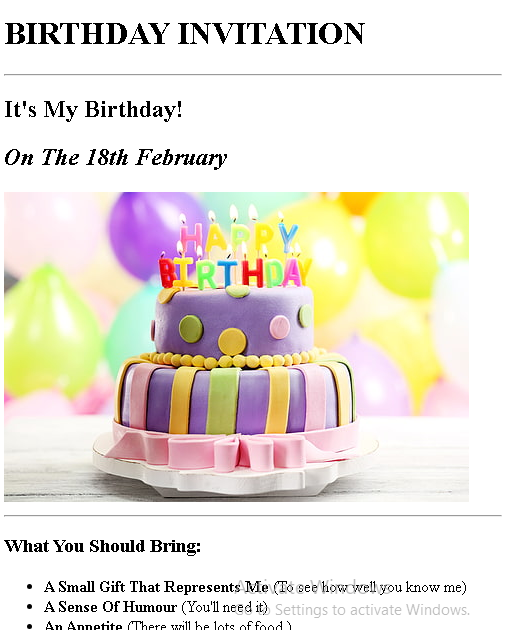 BIRTHDAY INVITATION
It's My Birthday!
On The 18th February
HAPPY
BIRTHDAY
What You Should Bring:
A Small Gift That Represents Me (To see how well you know me)
Activate Windows
A Sense Of Humour (You'll need it)
Go to Settings to activate Windows.
An Appetite (There will be lots of food )